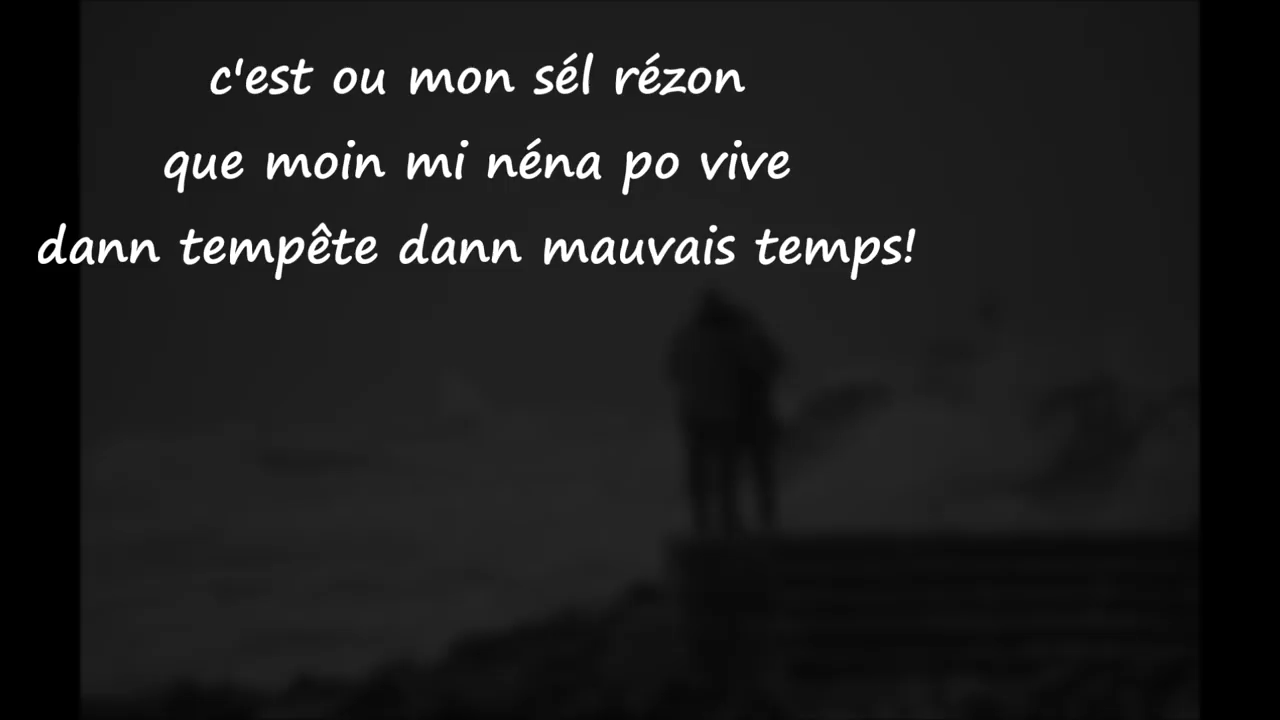 c'est ou mon sél rézon
que moin mi néna po vive
dann tempête dann mauvais temps!